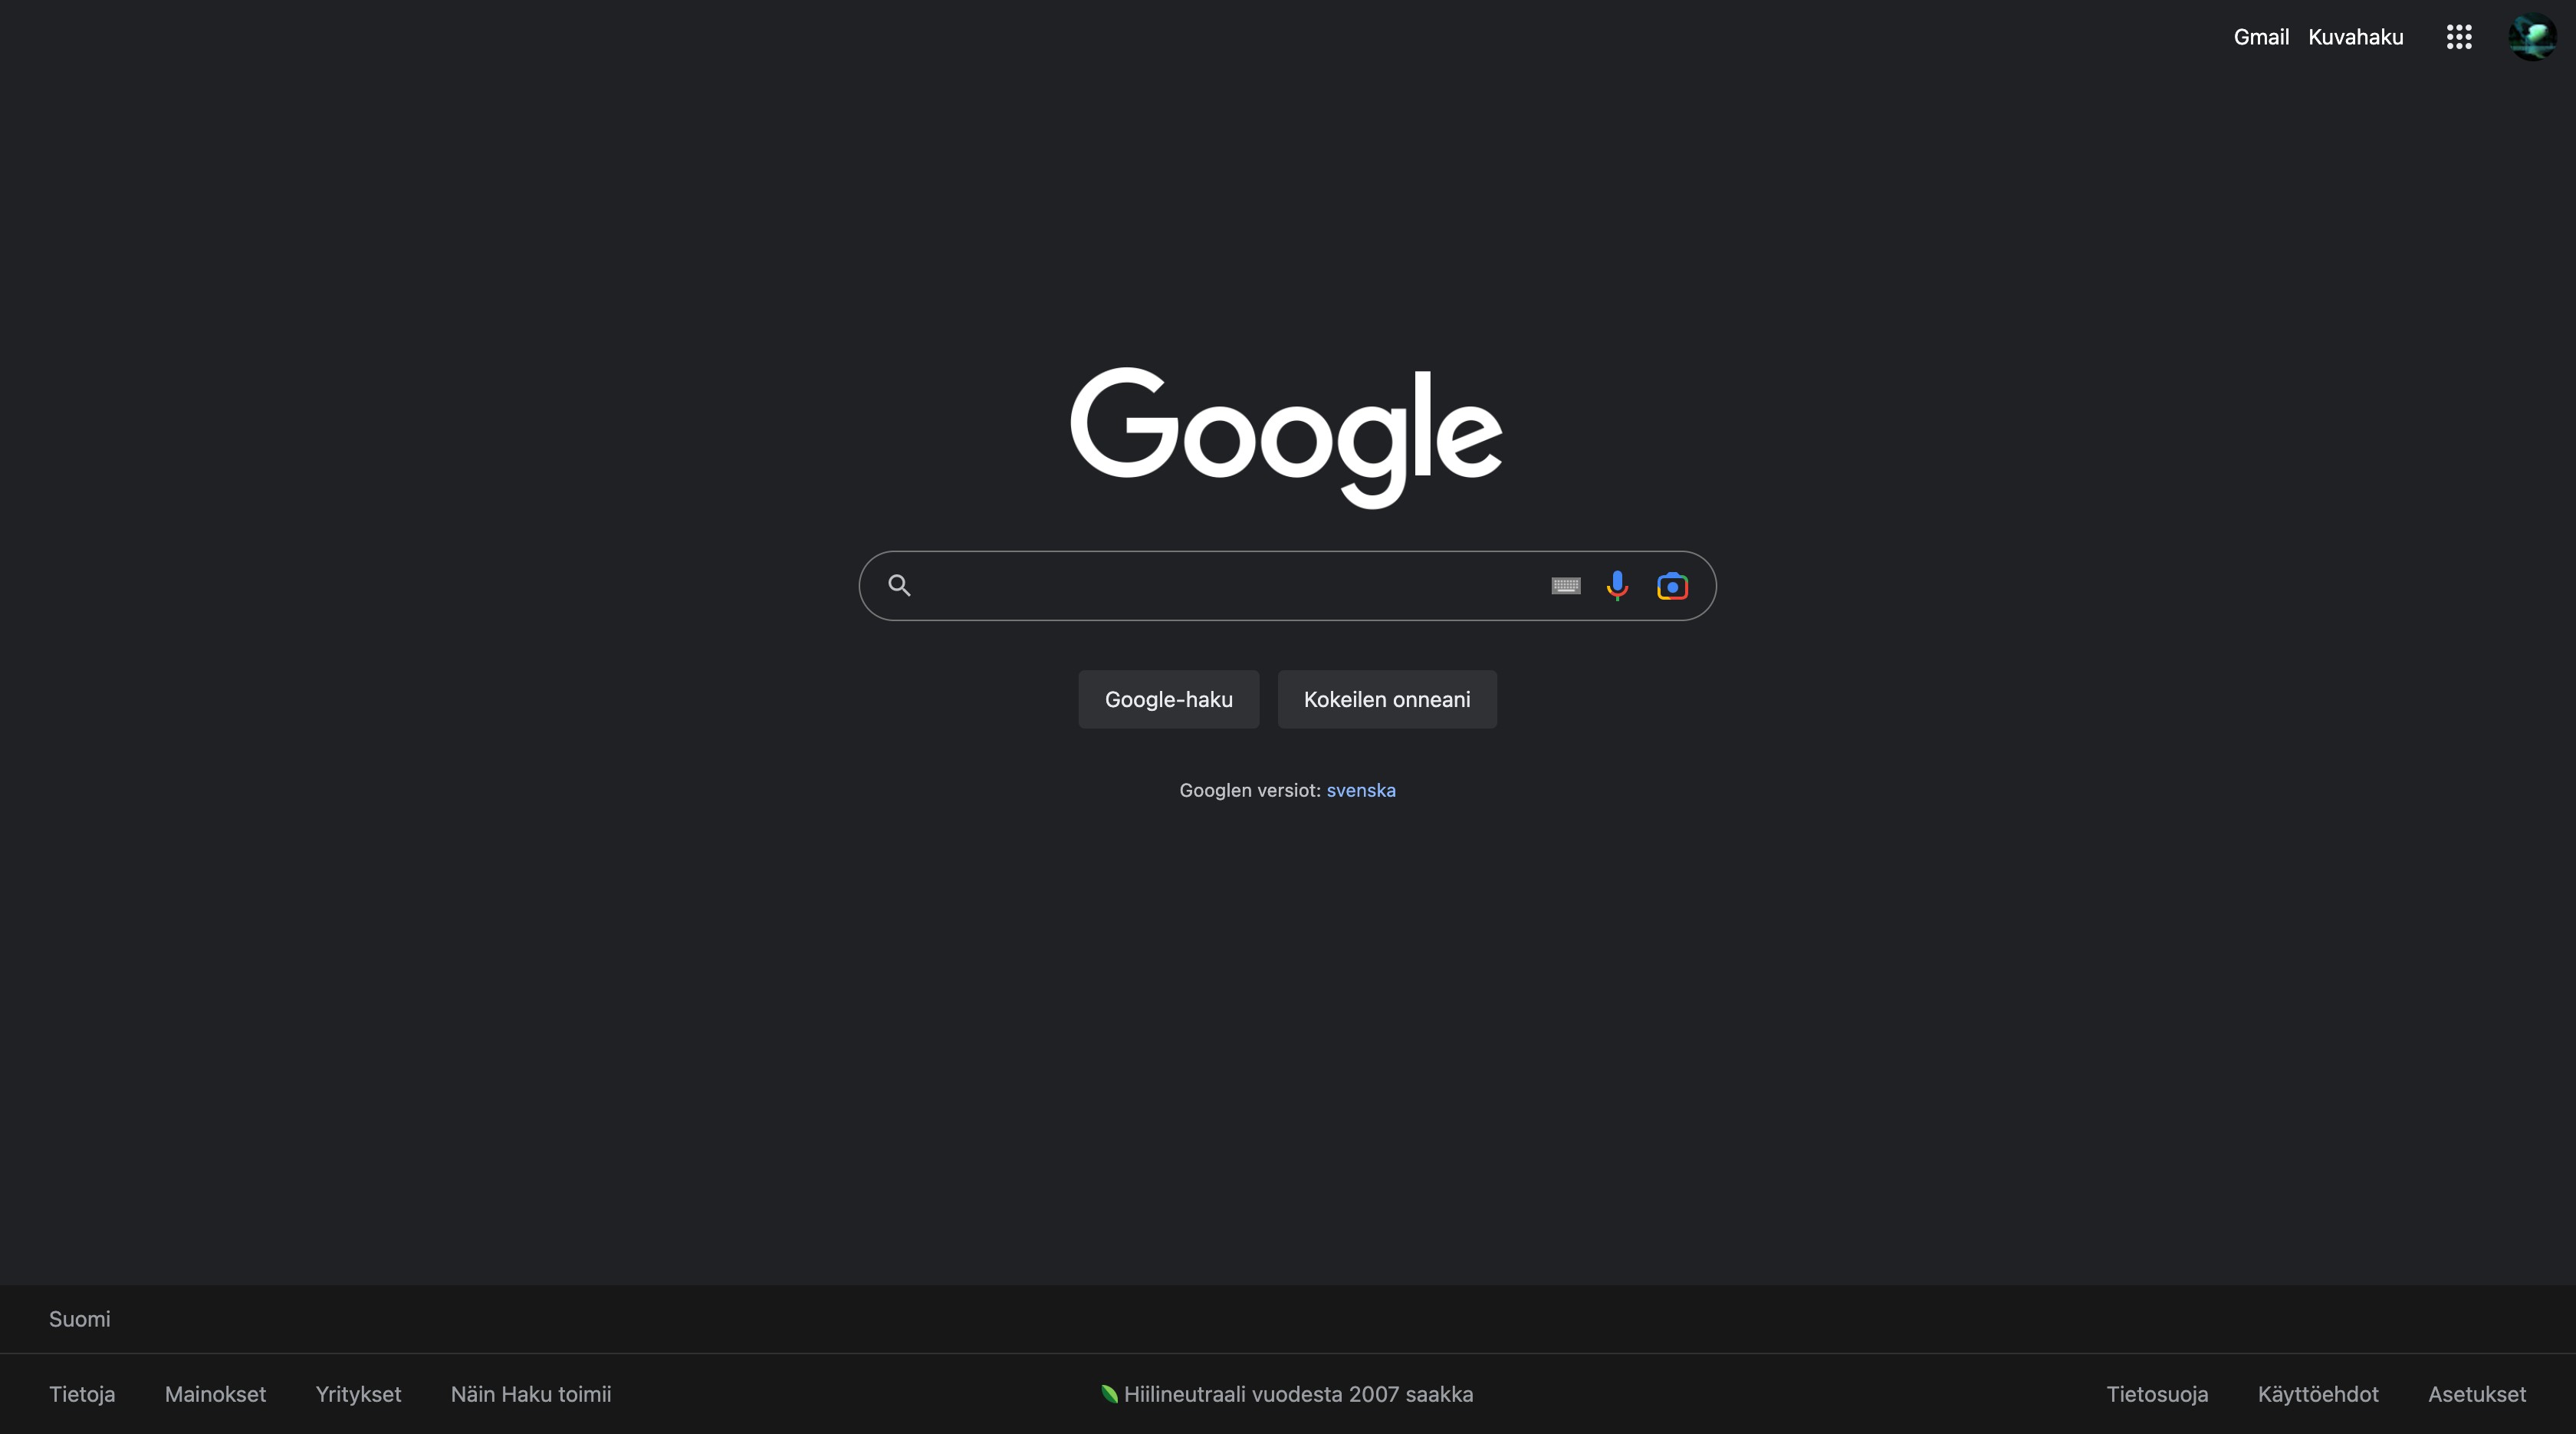 Gmail Kuvahaku
Google
Google-haku Kokeilen onneani
Googlen versiot: svenska
Suomi
Tietoja Mainokset Yritykset Näin Haku toimii Hiilineutraali vuodesta 2007 saakka Tietosuoja Käyttöehdot Asetukset